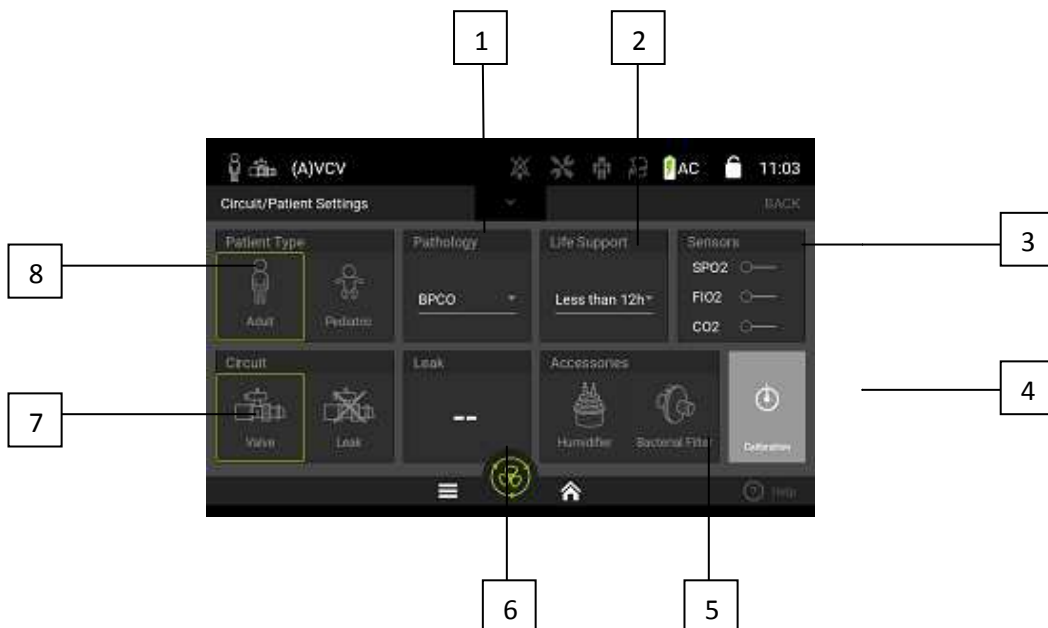 1 2
(A)VCV AC 11:03
Circuit/Patient Settings BACK
Patient Type Pathology Life Support Sensors
3
8
SPO2
BPCO Less than 12h FIO2
Adult Pediatric CO2
Circuit Leak Accessories
4
7
--
Valve Leak Humidifier Bacterial Filter Calibration
Help
6 5